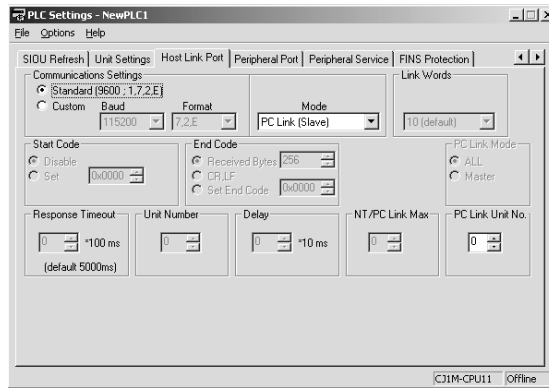 PLC Settings - NewPLC1
File Options Help
SIOU Refresh | Unit Settings | Host Link Port | Peripheral Port | Peripheral Service | FINS Protection
Communications Settings
Link Words
Standard (9600 ; 1,7,2,E)
Custom Baud Format Mode
115200 7,2,E PC Link (Slave) 10 (default)
Start Code End Code PC Link Mode
Disable Received Bytes 256 ALL
Set 0x0000 CR,LF Master
Set End Code 0x0000
Response Timeout Unit Number Delay NT/PC Link Max PC Link Unit No.
0 *100 ms 0 0 *10 ms 0 0
(default 5000ms)
CJ1M-CPU11 Offline